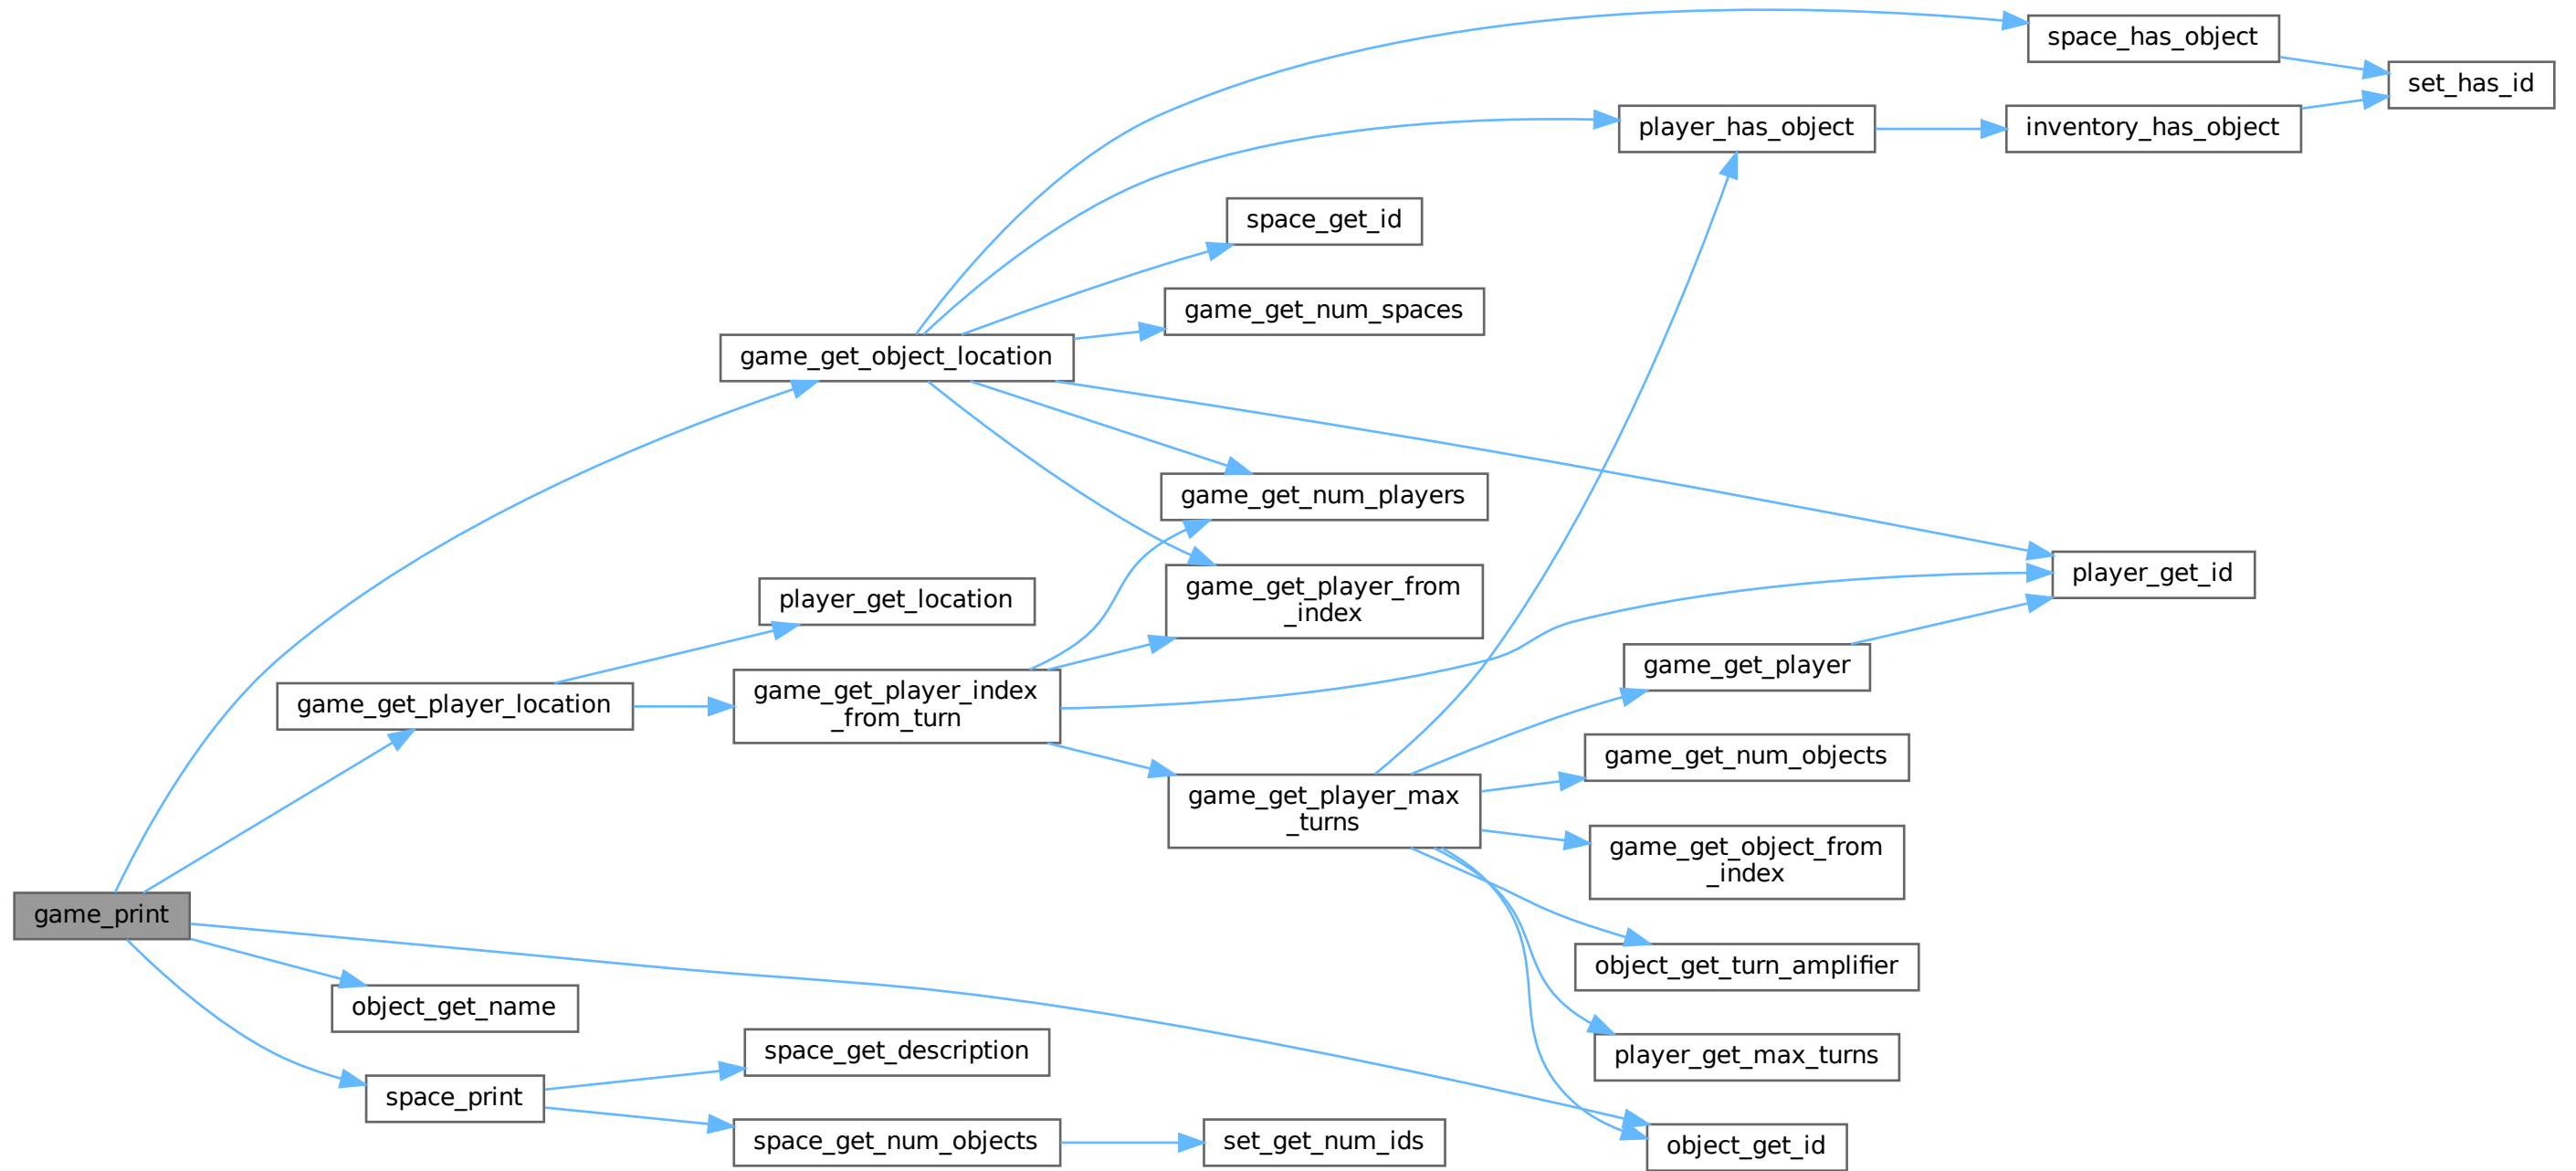 space_has_object
set_has_id
player_has_object
inventory_has_object
space_get_id
game_get_num_spaces
game_get_object_location
game_get_num_players
player_get_location
game_get_player_from
_index
player_get_id
game_get_player_location
game_get_player_index
_from_turn
game_get_player
game_get_num_objects
game_get_player_max
_turns
game_get_object_from
_index
game_print
object_get_turn_amplifier
object_get_name
space_get_description
player_get_max_turns
space_print
space_get_num_objects
set_get_num_ids
object_get_id